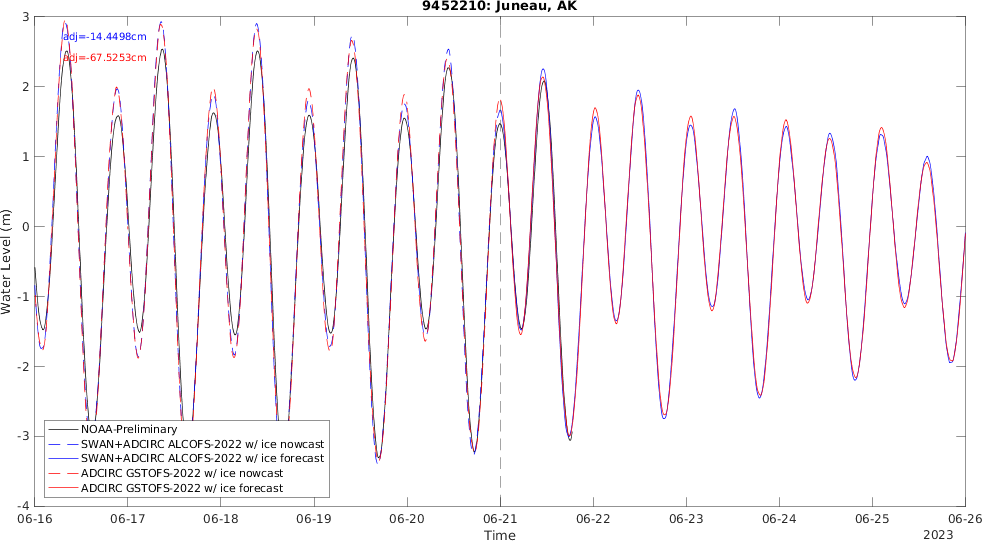 9452210: Juneau, AK
adj=-14.4498cm
adj=-67.5253cm
Water Level (m)
3
2
1
0
-1
-2
-3
-4
NOAA-Preliminary
SWAN+ADCIRC ALCOFS-2022 w/ ice nowcast
SWAN+ADCIRC ALCOFS-2022 w/ ice forecast
ADCIRC GSTOFS-2022 w/ ice nowcast
ADCIRC GSTOFS-2022 w/ ice forecast
06-16 06-17 06-18 06-19 06-20 06-21 06-22 06-23 06-24 06-25 06-26
Time
2023